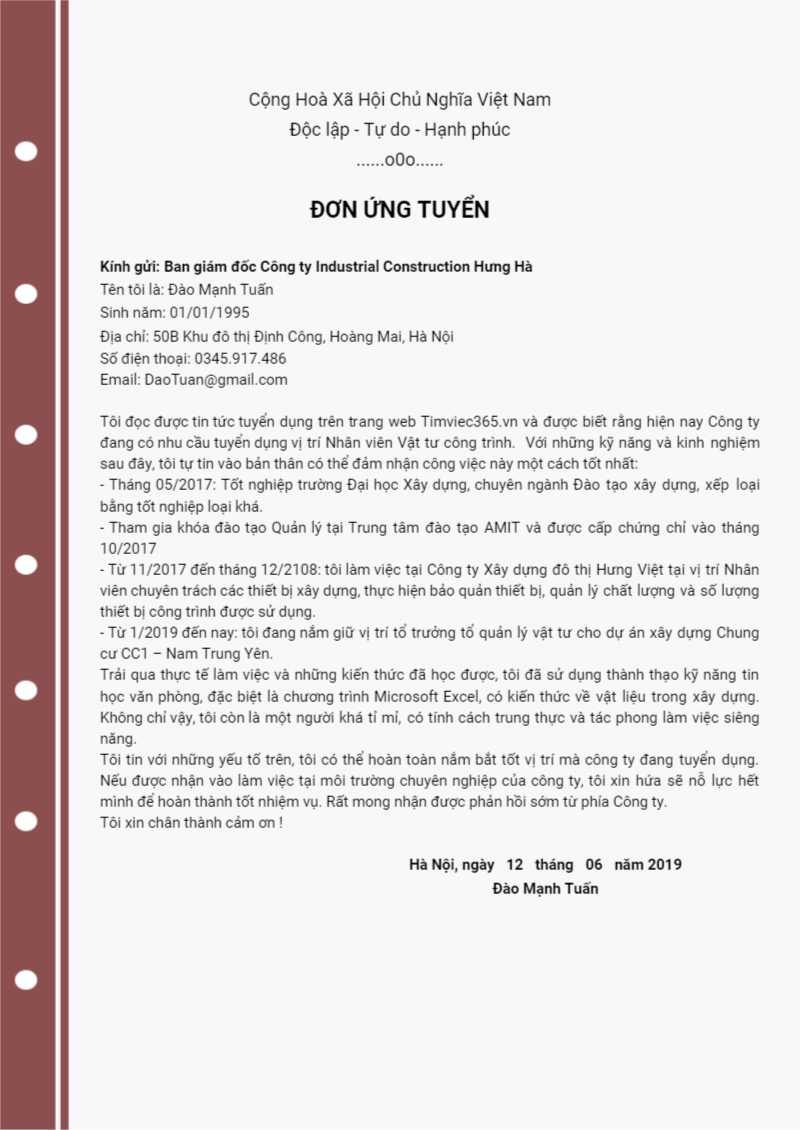 Cộng Hoà Xã Hội Chủ Nghĩa Việt Nam
Độc lập - Tự do - Hạnh phúc
......o0o......
ĐƠN ỨNG TUYỂN
Kính gửi: Ban giám đốc Công ty Industrial Construction Hưng Hà
Tên tôi là: Đào Mạnh Tuấn
Sinh năm: 01/01/1995
Địa chỉ: 50B Khu đô thị Định Công, Hoàng Mai, Hà Nội
Số điện thoại: 0345.917.486
Email: DaoTuan@gmail.com
Tôi đọc được tin tức tuyển dụng trên trang web Timviec365.vn và được biết rằng hiện nay Công ty
đang có nhu cầu tuyển dụng vị trí Nhân viên Vật tư công trình.  Với những kỹ năng và kinh nghiệm
sau đây, tôi tự tin vào bản thân có thể đảm nhận công việc này một cách tốt nhất:
- Tháng 05/2017: Tốt nghiệp trường Đại học Xây dựng, chuyên ngành Đào tạo xây dựng, xếp loại
bằng tốt nghiệp loại khá.
- Tham gia khóa đào tạo Quản lý tại Trung tâm đào tạo AMIT và được cấp chứng chỉ vào tháng
10/2017
- Từ 11/2017 đến tháng 12/2108: tôi làm việc tại Công ty Xây dựng đô thị Hưng Việt tại vị trí Nhân
viên chuyên trách các thiết bị xây dựng, thực hiện bảo quản thiết bị, quản lý chất lượng và số lượng
thiết bị công trình được sử dụng.
- Từ 1/2019 đến nay: tôi đang nắm giữ vị trí tổ trưởng tổ quản lý vật tư cho dự án xây dựng Chung
cư CC1 – Nam Trung Yên.
Trải qua thực tế làm việc và những kiến thức đã học được, tôi đã sử dụng thành thạo kỹ năng tin
học văn phòng, đặc biệt là chương trình Microsoft Excel, có kiến thức về vật liệu trong xây dựng.
Không chỉ vậy, tôi còn là một người khá tỉ mỉ, có tính cách trung thực và tác phong làm việc siêng
năng.
Tôi tin với những yếu tố trên, tôi có thể hoàn toàn nắm bắt tốt vị trí mà công ty đang tuyển dụng.
Nếu được nhận vào làm việc tại môi trường chuyên nghiệp của công ty, tôi xin hứa sẽ nỗ lực hết
mình để hoàn thành tốt nhiệm vụ. Rất mong nhận được phản hồi sớm từ phía Công ty.
Tôi xin chân thành cảm ơn !
Hà Nội, ngày 12 tháng 06 năm 2019
Đào Mạnh Tuấn